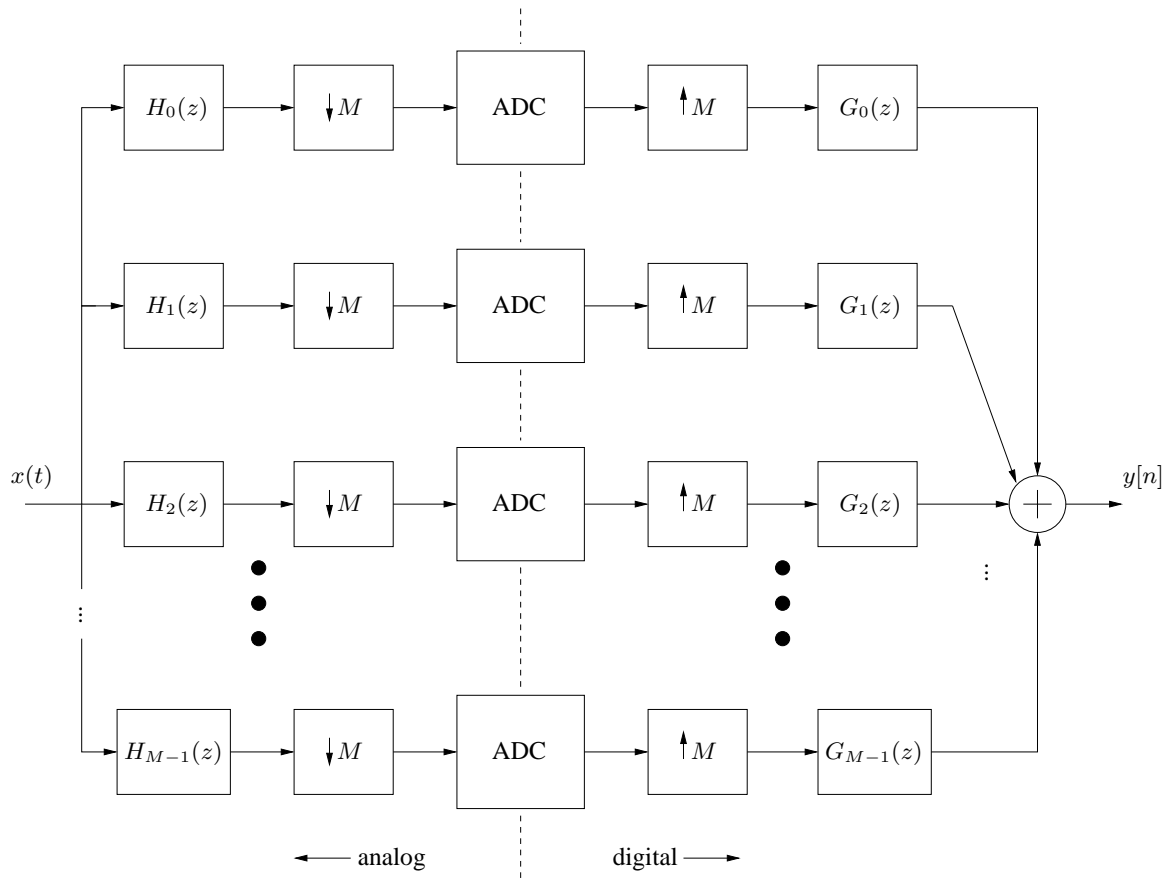 H₀(z) ↓M ADC ↑M G₀(z)
H₁(z) ↓M ADC ↑M G₁(z)
x(t) H₂(z) ↓M ADC ↑M G₂(z) + y[n]
...
...
H_{M−1}(z) ↓M ADC ↑M G_{M−1}(z)
analog digital